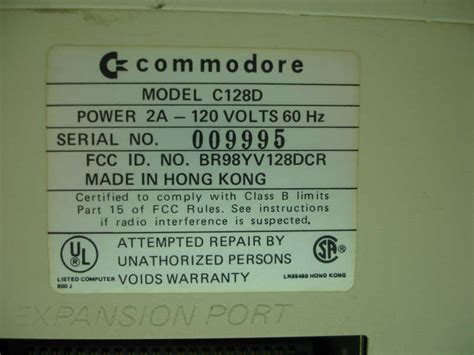 commodore
MODEL C128D
POWER 2A — 120 VOLTS 60 Hz
SERIAL NO. 009995
FCC ID. NO. BR98YV128DCR
MADE IN HONG KONG
Certified to comply with Class B limits
Part 15 of FCC Rules. See instructions
if radio interference is suspected.
UL
LISTED COMPUTER
600 J
ATTEMPTED REPAIR BY
UNATHORIZED PERSONS
VOIDS WARRANTY
SA
HONG KONG
EXPANSION PORT